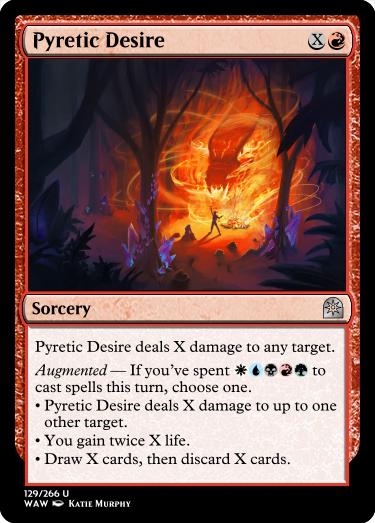 Pyretic Desire X
Sorcery
Pyretic Desire deals X damage to any target.
Augmented — If you've spent to
cast spells this turn, choose one.
• Pyretic Desire deals X damage to up to one
other target.
• You gain twice X life.
• Draw X cards, then discard X cards.
129/266 U
WAW Katie Murphy